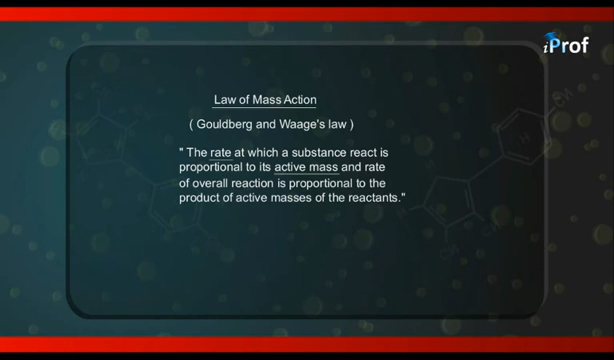 iProf
Law of Mass Action
( Gouldberg and Waage's law )
" The rate at which a substance react is
proportional to its active mass and rate
of overall reaction is proportional to the
product of active masses of the reactants."